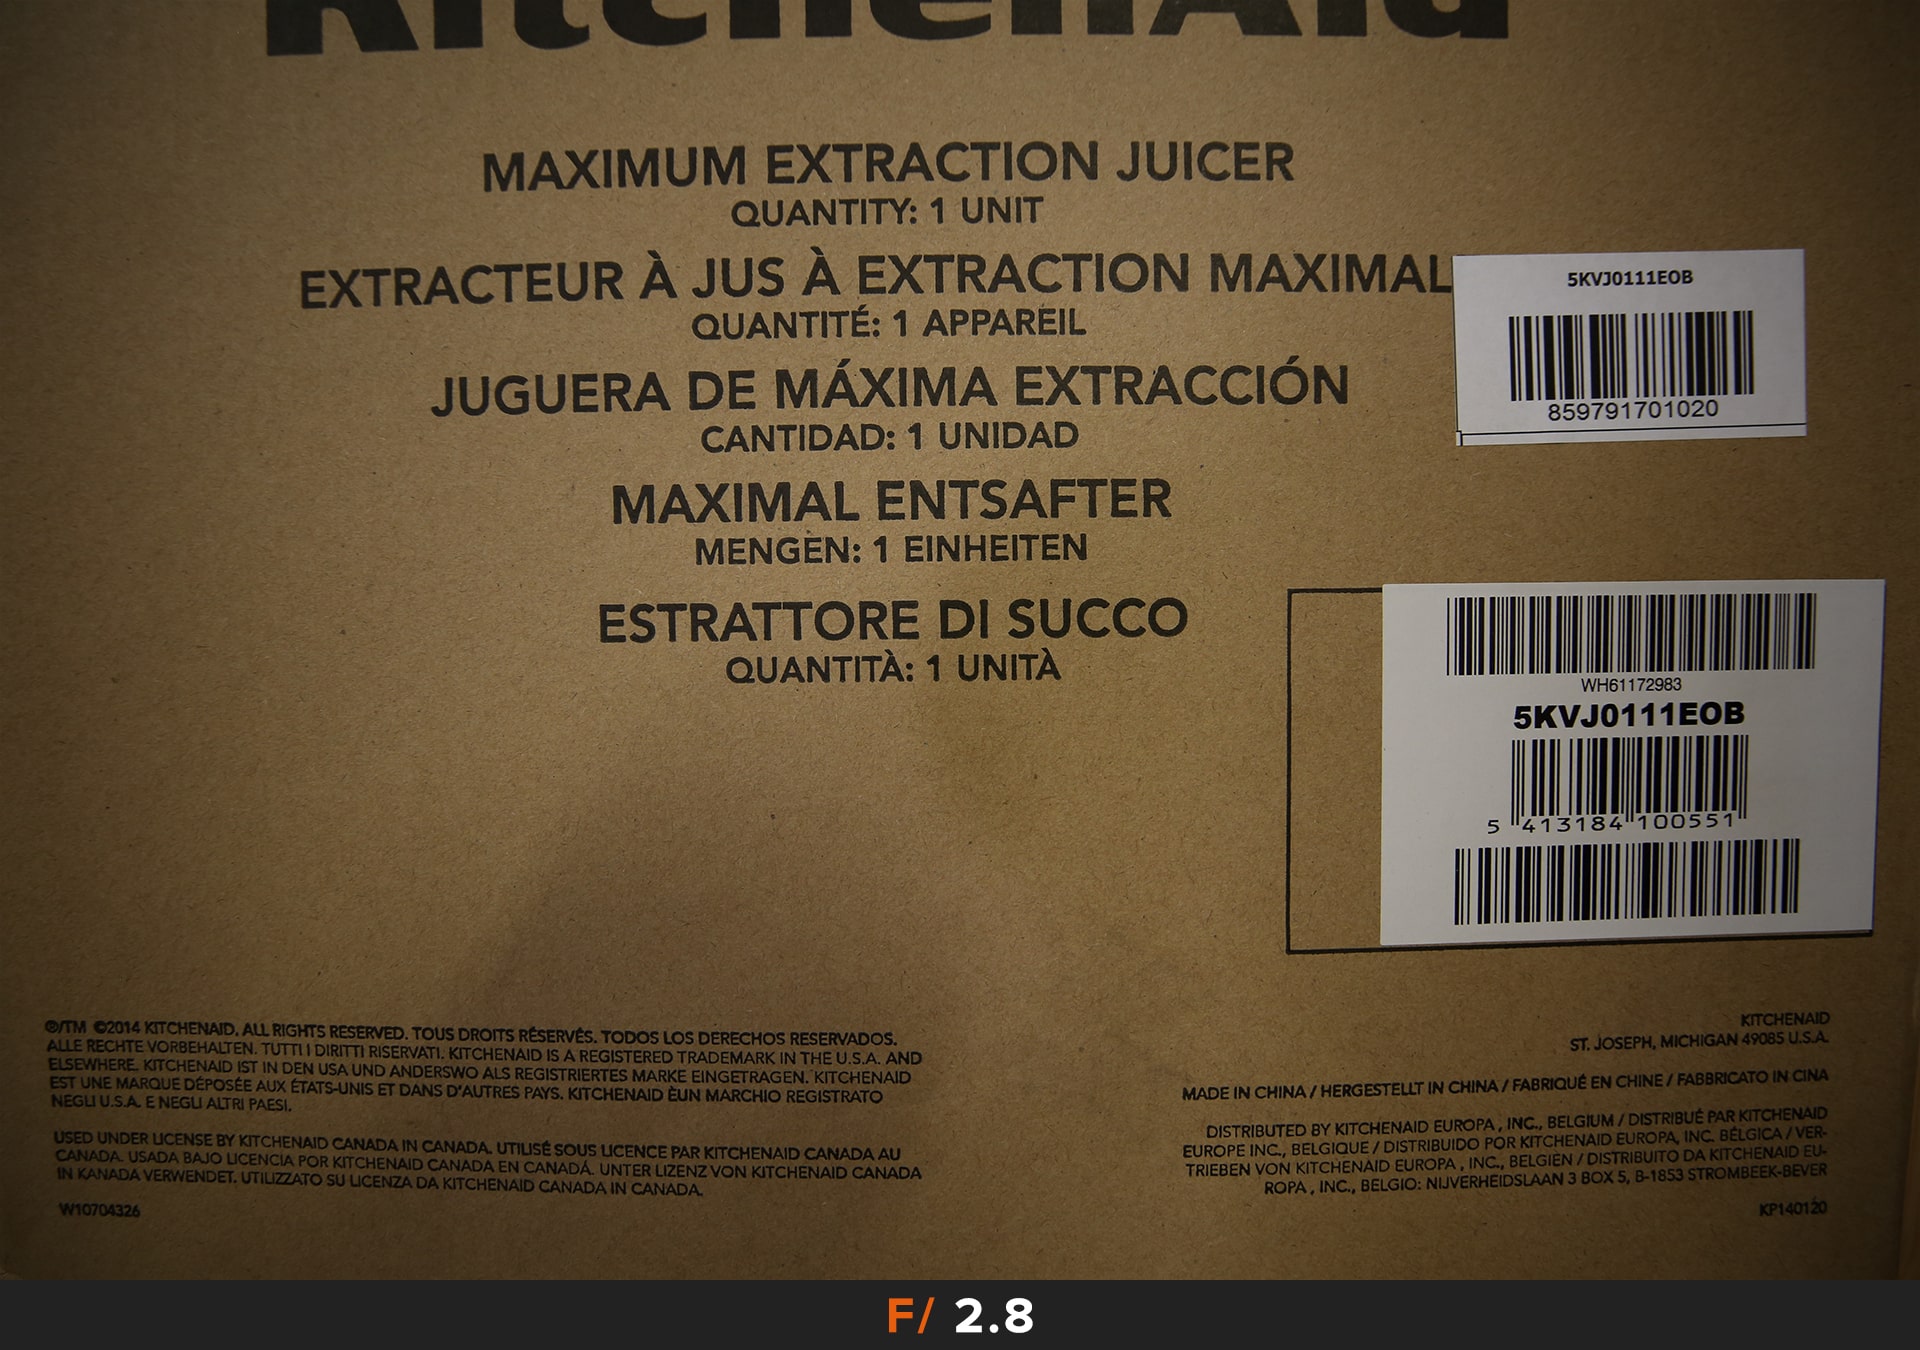 KitchenAid
MAXIMUM EXTRACTION JUICER
QUANTITY: 1 UNIT
EXTRACTEUR À JUS À EXTRACTION MAXIMAL
QUANTITÉ: 1 APPAREIL
JUGUERA DE MÁXIMA EXTRACCIÓN
CANTIDAD: 1 UNIDAD
MAXIMAL ENTSAFTER
MENGEN: 1 EINHEITEN
ESTRATTORE DI SUCCO
QUANTITÀ: 1 UNITÀ
5KVJ0111EOB
859791701020
WH61172983
5KVJ0111EOB
5 413184 100551
®/TM ©2014 KITCHENAID. ALL RIGHTS RESERVED. TOUS DROITS RÉSERVÉS. TODOS LOS DERECHOS RESERVADOS.
ALLE RECHTE VORBEHALTEN. TUTTI I DIRITTI RISERVATI. KITCHENAID IS A REGISTERED TRADEMARK IN THE U.S.A. AND
ELSEWHERE. KITCHENAID IST IN DEN USA UND ANDERSWO ALS REGISTRIERTES MARKE EINGETRAGEN. KITCHENAID
EST UNE MARQUE DÉPOSÉE AUX ÉTATS-UNIS ET DANS D'AUTRES PAYS. KITCHENAID ÈUN MARCHIO REGISTRATO
NEGLI U.S.A. E NEGLI ALTRI PAESI.
USED UNDER LICENSE BY KITCHENAID CANADA IN CANADA. UTILISÉ SOUS LICENCE PAR KITCHENAID CANADA AU
CANADA. USADA BAJO LICENCIA POR KITCHENAID CANADA EN CANADÁ. UNTER LIZENZ VON KITCHENAID CANADA
IN KANADA VERWENDET. UTILIZZATO SU LICENZA DA KITCHENAID CANADA IN CANADA.
W10704326
KITCHENAID
ST. JOSEPH, MICHIGAN 49085 U.S.A.
MADE IN CHINA / HERGESTELLT IN CHINA / FABRIQUÉ EN CHINE / FABBRICATO IN CINA
DISTRIBUTED BY KITCHENAID EUROPA , INC., BELGIUM / DISTRIBUÉ PAR KITCHENAID
EUROPE INC., BELGIQUE / DISTRIBUIDO POR KITCHENAID EUROPA, INC. BÉLGICA / VER-
TRIEBEN VON KITCHENAID EUROPA , INC., BELGIEN / DISTRIBUITO DA KITCHENAID EU-
ROPA , INC., BELGIO: NIJVERHEIDSLAAN 3 BOX 5, B-1853 STROMBEEK-BEVER
KP140120
F/ 2.8